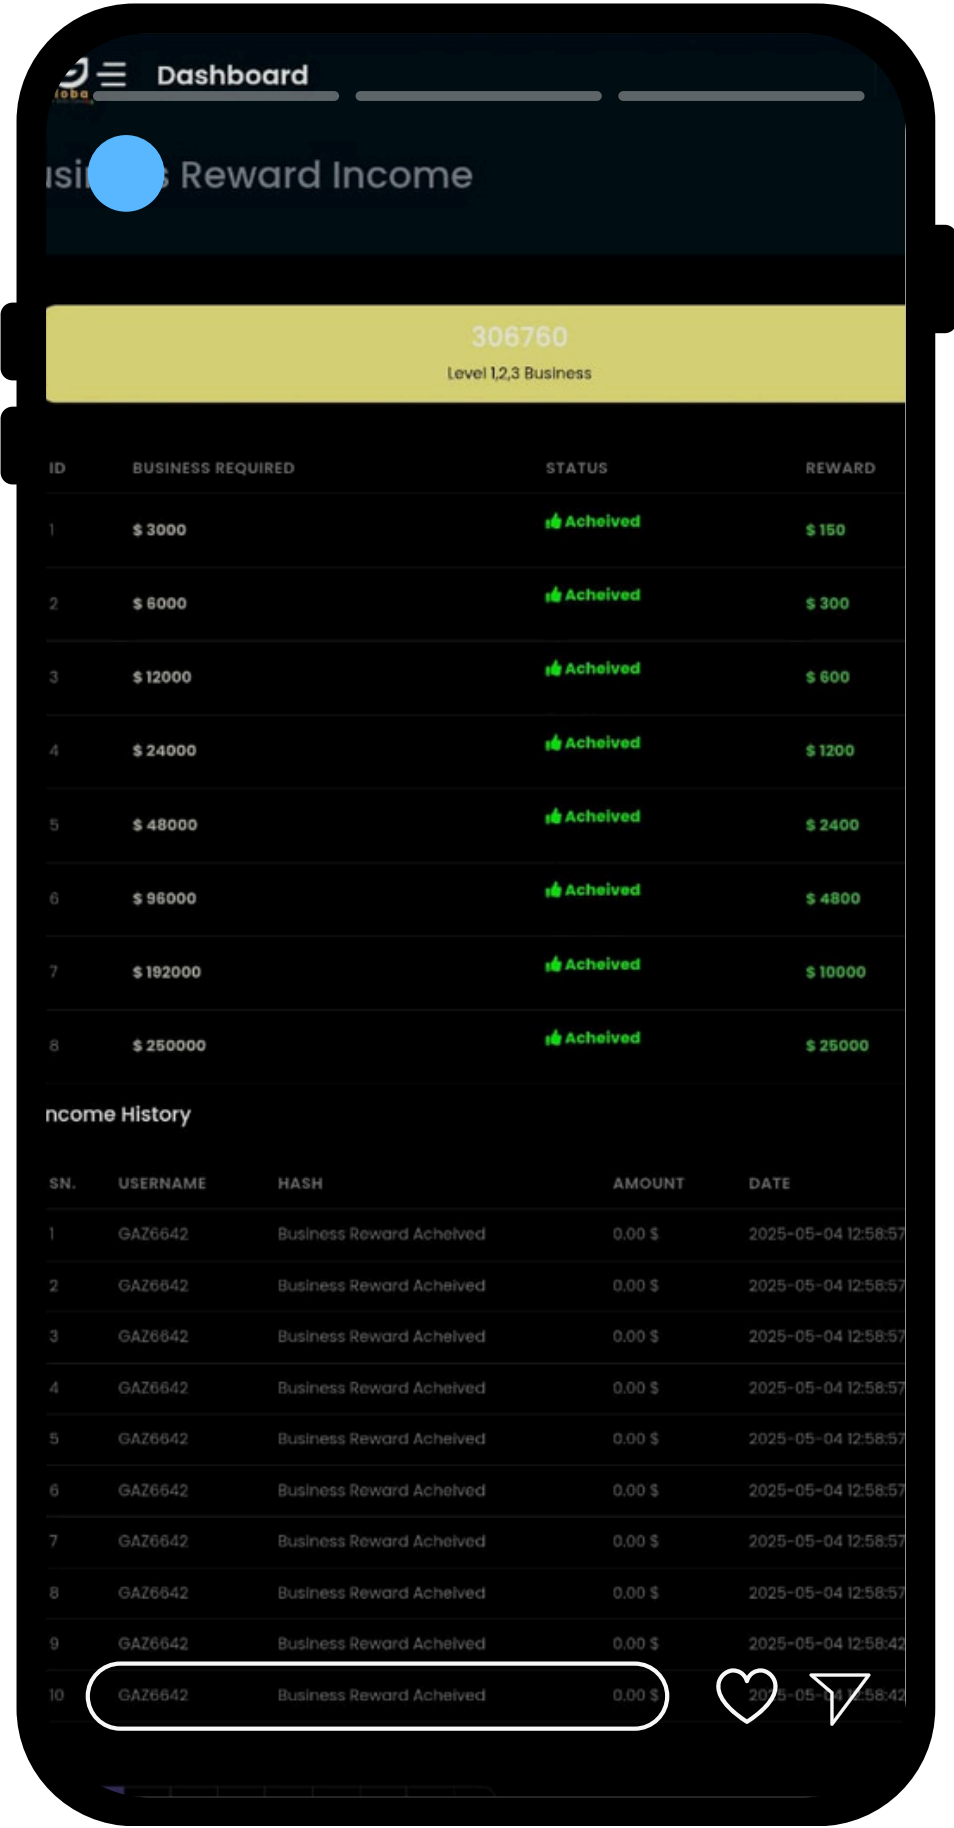 loba
Dashboard
usi s Reward Income
306760
Level 1,2,3 Business
ID BUSINESS REQUIRED STATUS REWARD
1 $ 3000 Acheived $ 150
2 $ 6000 Acheived $ 300
3 $ 12000 Acheived $ 600
4 $ 24000 Acheived $ 1200
5 $ 48000 Acheived $ 2400
6 $ 96000 Acheived $ 4800
7 $ 192000 Acheived $ 10000
8 $ 250000 Acheived $ 25000
ncome History
SN. USERNAME HASH AMOUNT DATE
1 GAZ6642 Business Reward Acheived 0.00 $ 2025-05-04 12:58:57
2 GAZ6642 Business Reward Acheived 0.00 $ 2025-05-04 12:58:57
3 GAZ6642 Business Reward Acheived 0.00 $ 2025-05-04 12:58:57
4 GAZ6642 Business Reward Acheived 0.00 $ 2025-05-04 12:58:57
5 GAZ6642 Business Reward Acheived 0.00 $ 2025-05-04 12:58:57
6 GAZ6642 Business Reward Acheived 0.00 $ 2025-05-04 12:58:57
7 GAZ6642 Business Reward Acheived 0.00 $ 2025-05-04 12:58:57
8 GAZ6642 Business Reward Acheived 0.00 $ 2025-05-04 12:58:57
9 GAZ6642 Business Reward Acheived 0.00 $ 2025-05-04 12:58:42
10 GAZ6642 Business Reward Acheived 0.00 $ 2025-05-04 12:58:42